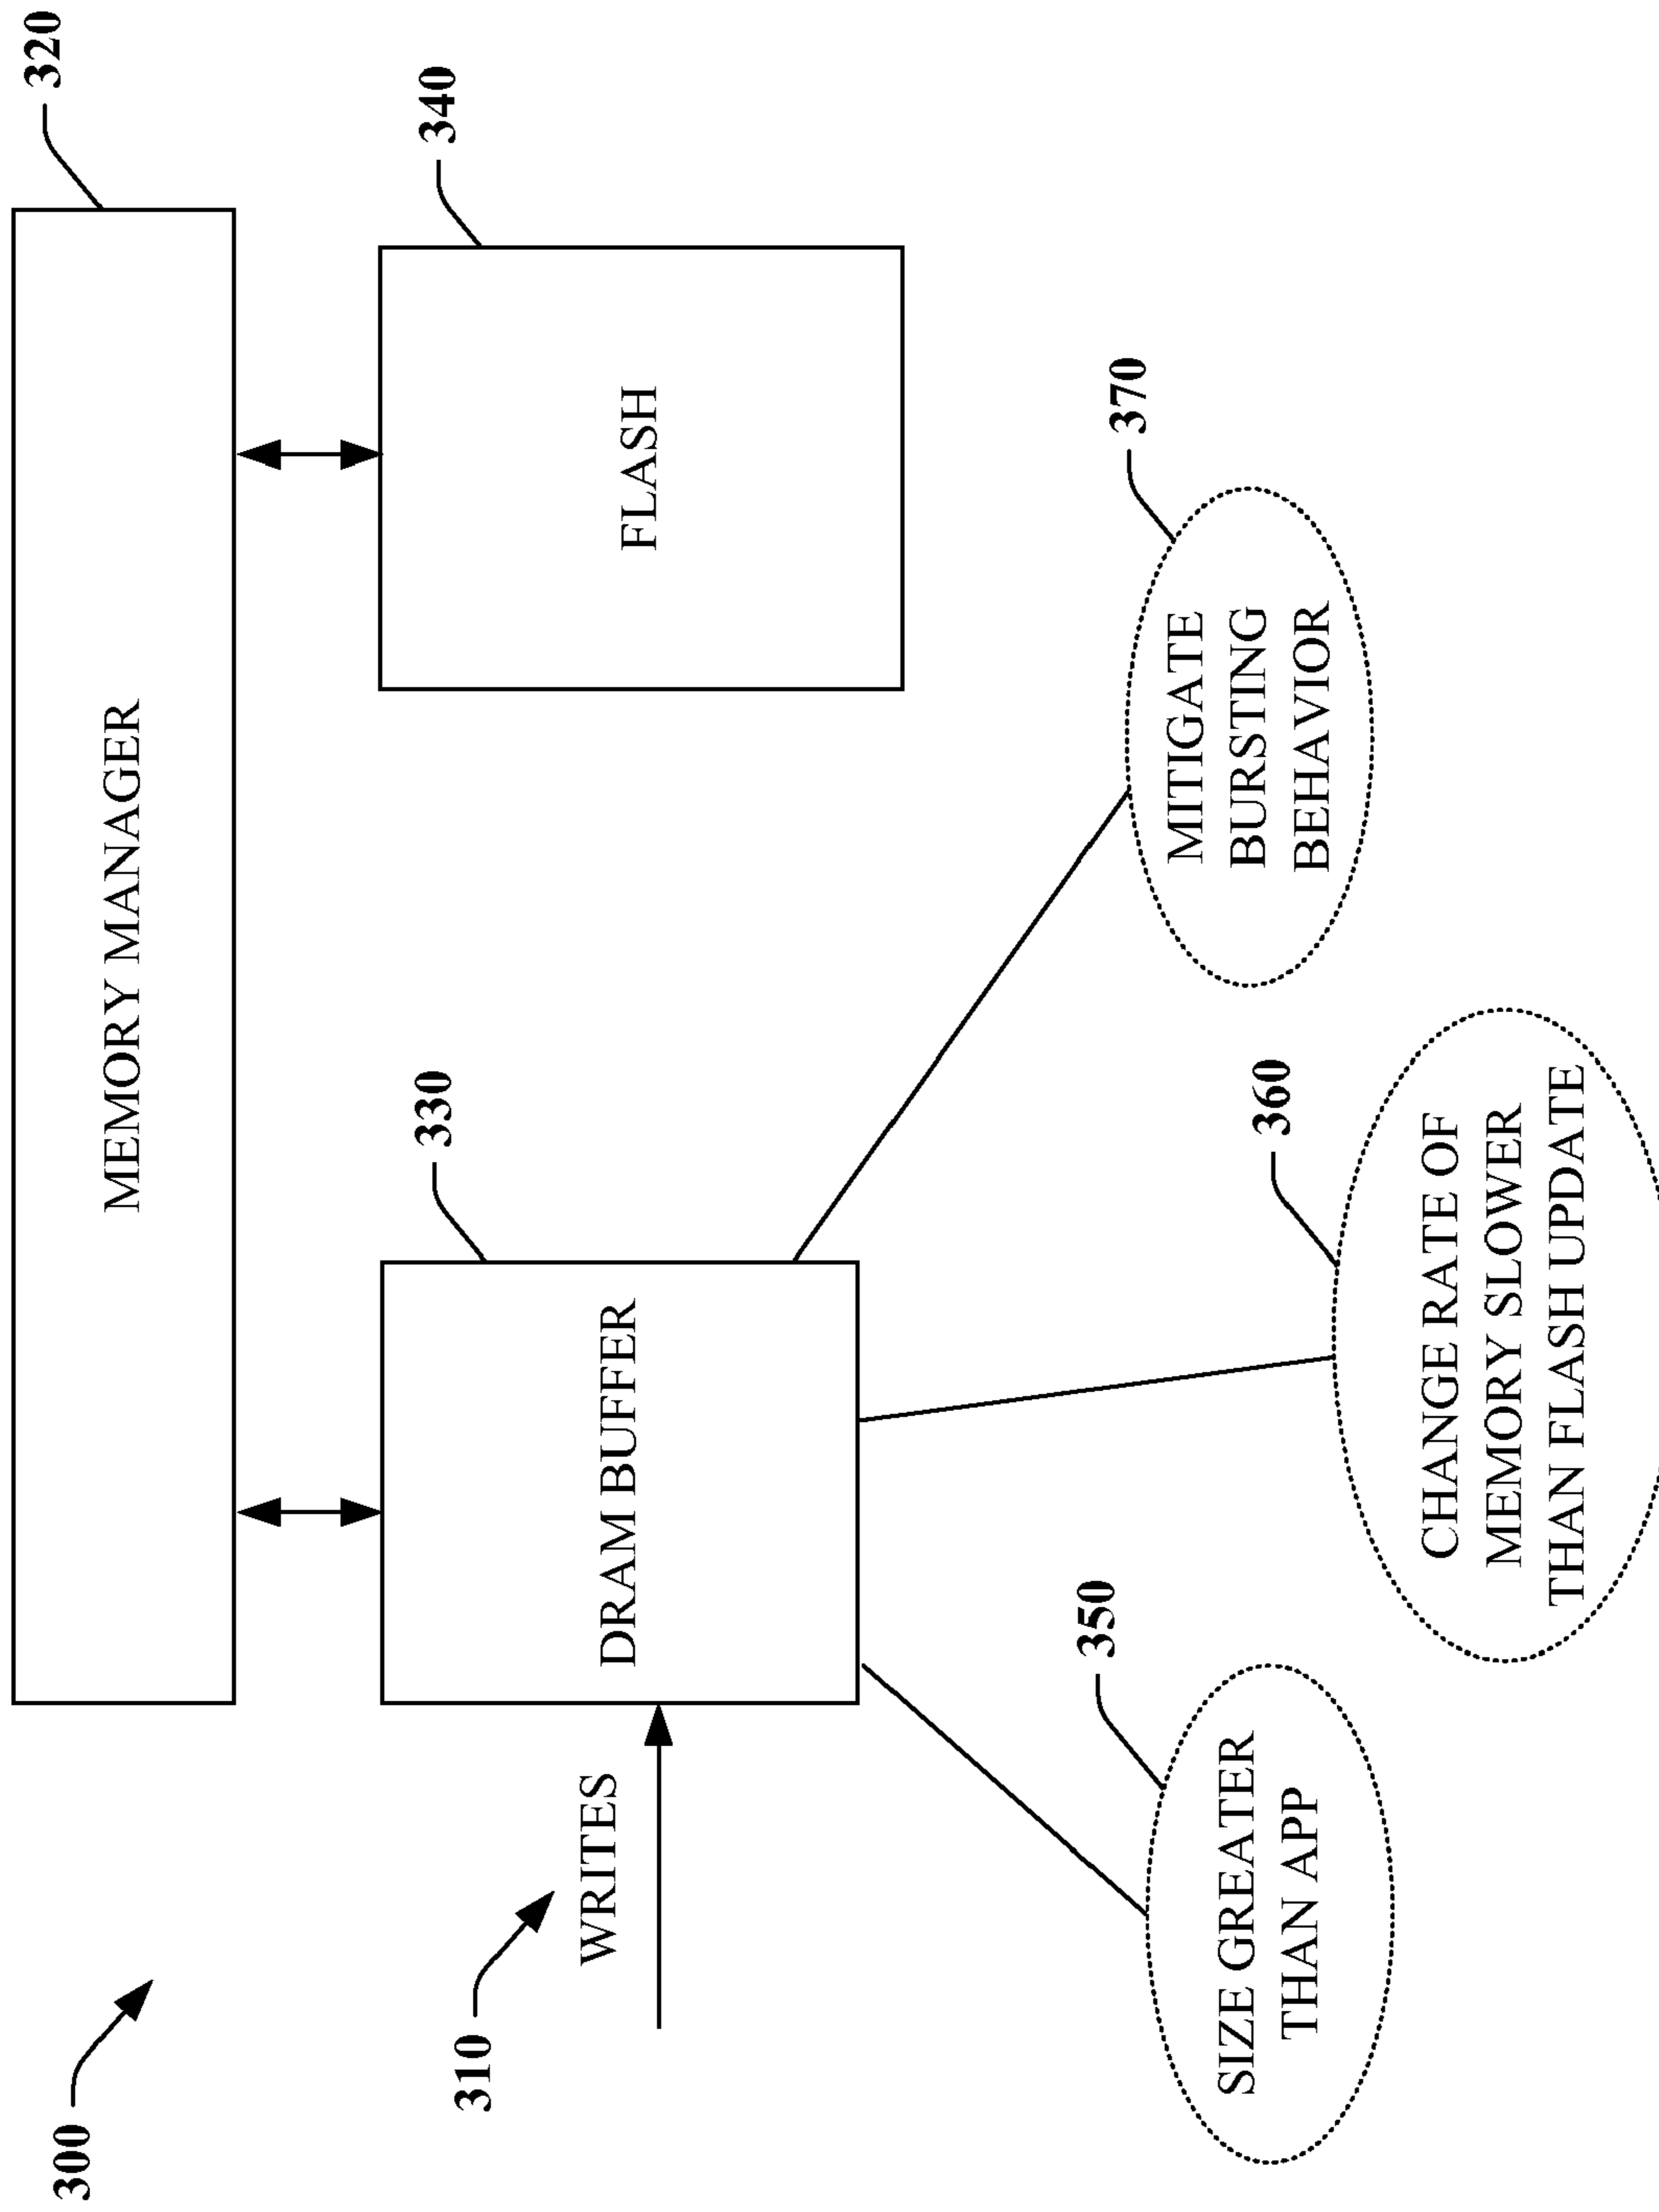 300
320
MEMORY MANAGER
310
WRITES
330
DRAM BUFFER
340
FLASH
350
SIZE GREATER
THAN APP
360
CHANGE RATE OF
MEMORY SLOWER
THAN FLASH UPDATE
370
MITIGATE
BURSTING
BEHAVIOR